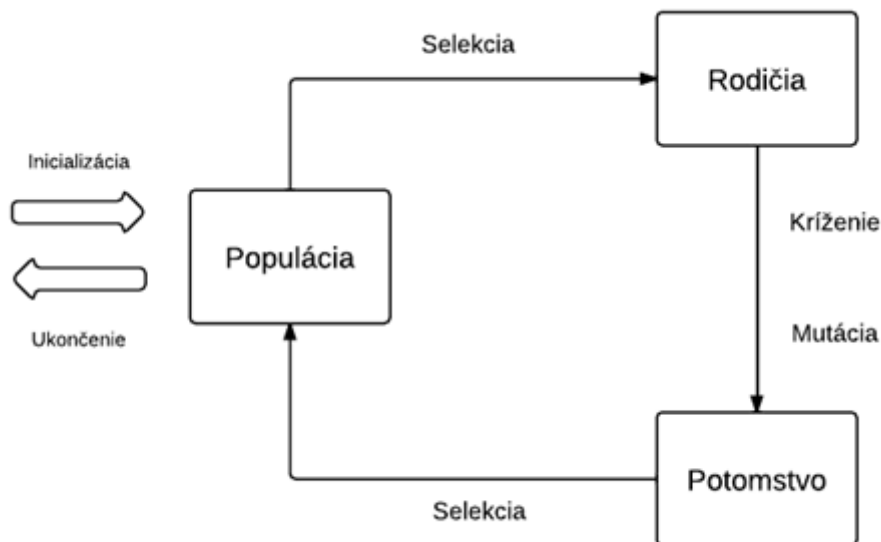 Selekcia
Rodičia
Inicializácia
Kríženie
Populácia
Ukončenie
Mutácia
Potomstvo
Selekcia